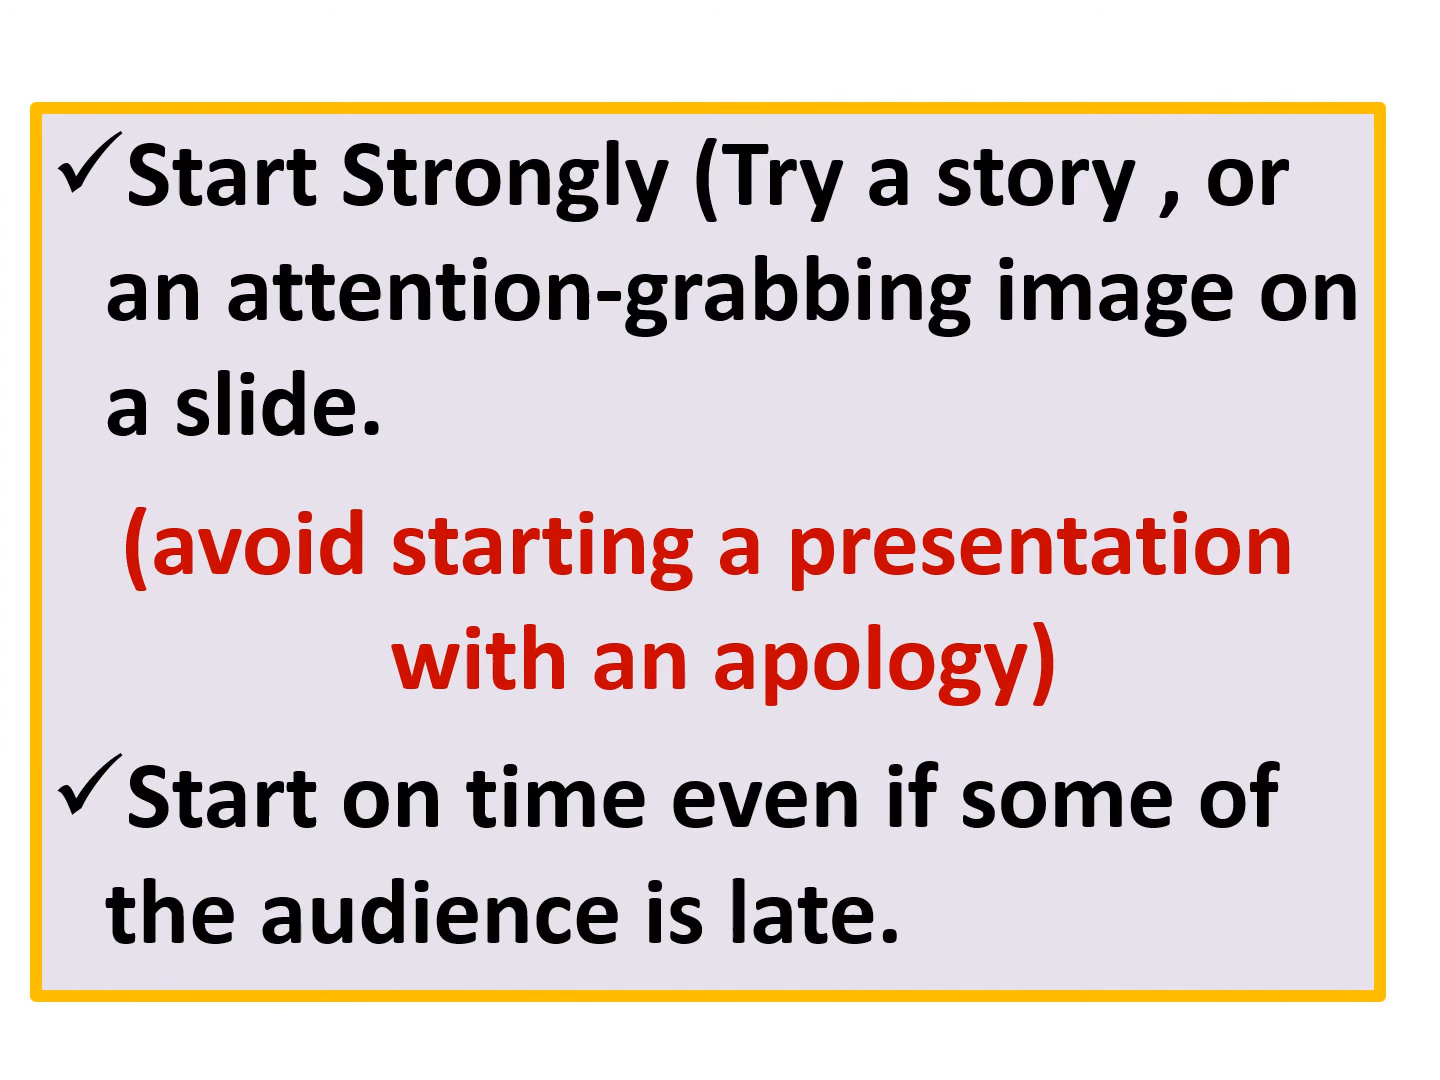 ✓Start Strongly (Try a story , or
an attention-grabbing image on
a slide.
(avoid starting a presentation
with an apology)
✓Start on time even if some of
the audience is late.